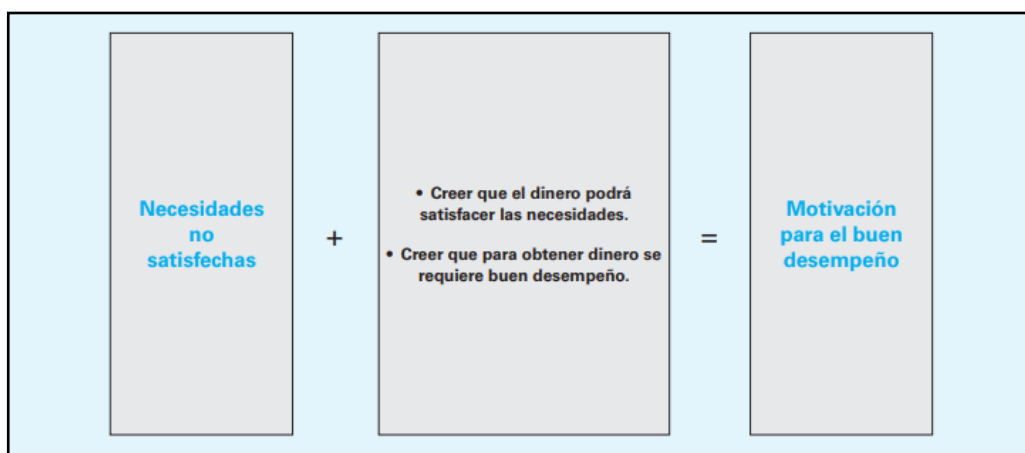 Necesidades
no
satisfechas
+
• Creer que el dinero podrá
satisfacer las necesidades.
• Creer que para obtener dinero se
requiere buen desempeño.
=
Motivación
para el buen
desempeño